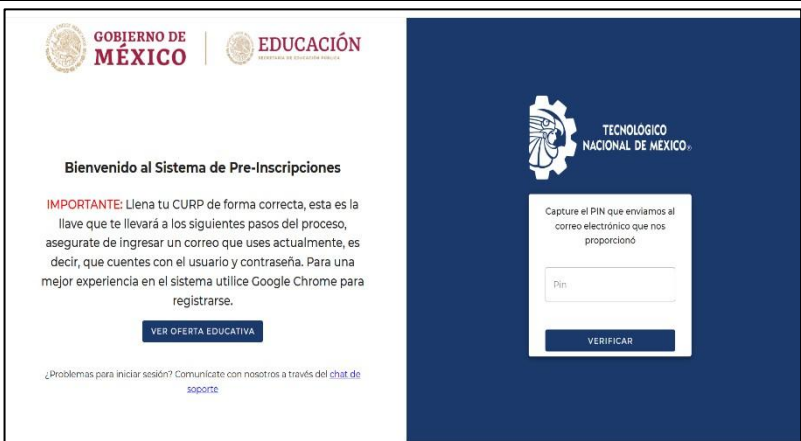 GOBIERNO DE
MÉXICO
EDUCACIÓN
SECRETARÍA DE EDUCACIÓN PÚBLICA
Bienvenido al Sistema de Pre-Inscripciones
IMPORTANTE: Llena tu CURP de forma correcta, esta es la
llave que te llevará a los siguientes pasos del proceso,
asegurate de ingresar un correo que uses actualmente, es
decir, que cuentes con el usuario y contraseña. Para una
mejor experiencia en el sistema utilice Google Chrome para
registrarse.
VER OFERTA EDUCATIVA
¿Problemas para iniciar sesión? Comunícate con nosotros a través del chat de
soporte
TECNOLÓGICO
NACIONAL DE MÉXICO®
Capture el PIN que enviamos al
correo electrónico que nos
proporcionó
Pin
VERIFICAR